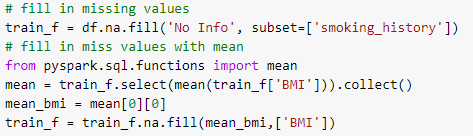 # fill in missing values
train_f = df.na.fill('No Info', subset=['smoking_history'])
# fill in miss values with mean
from pyspark.sql.functions import mean
mean = train_f.select(mean(train_f['BMI'])).collect()
mean_bmi = mean[0][0]
train_f = train_f.na.fill(mean_bmi,['BMI'])